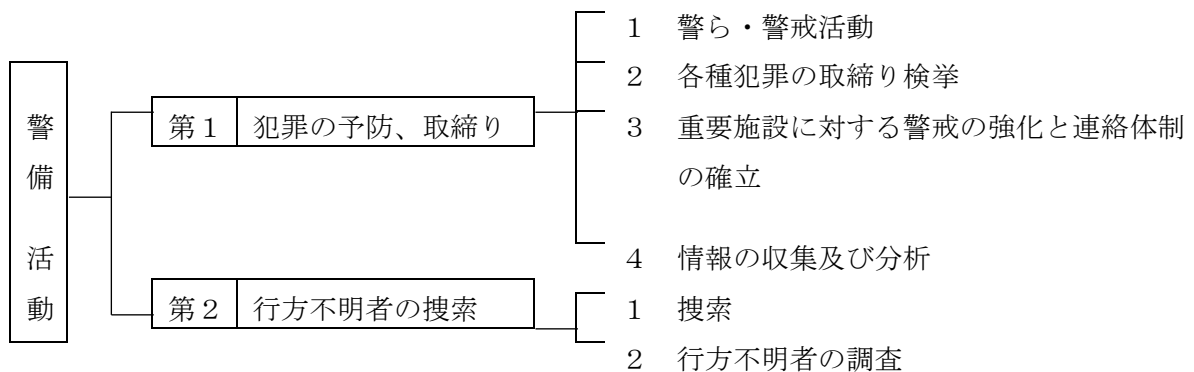 警備活動
第１ 犯罪の予防、取締り
１ 警ら・警戒活動
２ 各種犯罪の取締り検挙
３ 重要施設に対する警戒の強化と連絡体制
の確立
４ 情報の収集及び分析
第２ 行方不明者の捜索
１ 捜索
２ 行方不明者の調査